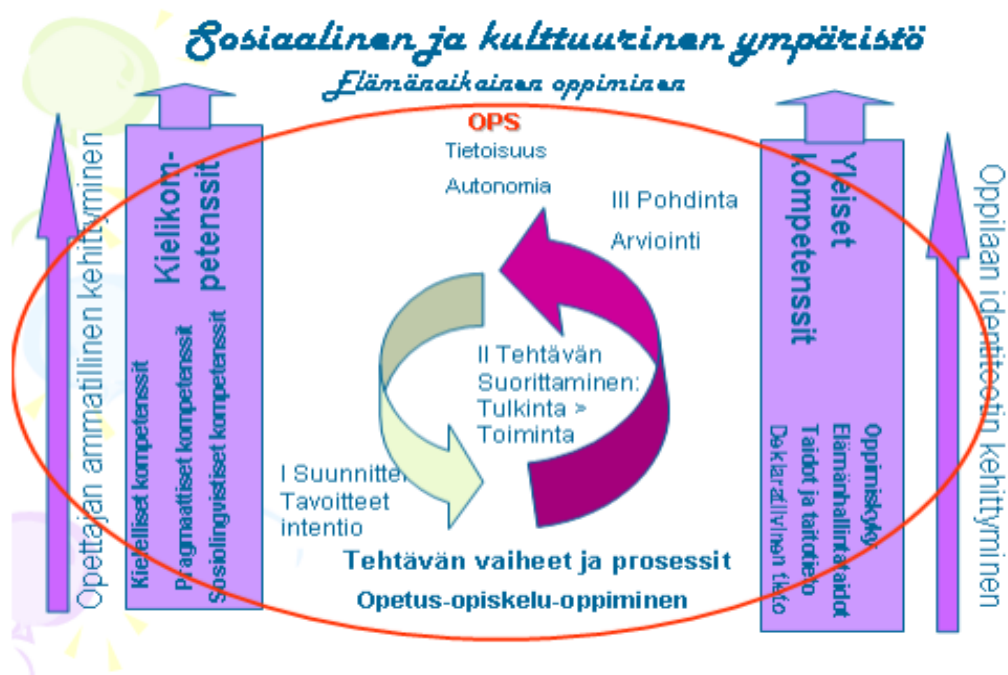 Sosiaalinen ja kulttuurinen ympäristö
Elämänaikainen oppiminen
OPS
Tietoisuus
Autonomia
III Pohdinta
Arviointi
II Tehtävän
Suorittaminen:
Tulkinta >
Toiminta
I Suunnittel
Tavoitteet
intentio
Tehtävän vaiheet ja prosessit
Opetus-opiskelu-oppiminen
Opettajan ammatillinen kehittyminen
Kielikom-
petenssit
Kielelliset kompetenssit
Pragmaattiset kompetenssit
Sosiolingvistiset kompetenssit
Yleiset
kompetenssit
Oppimiskyky
Elämänhallintataidot
Taidot ja taitotieto
Deklaratiivinen tieto
Oppilaan identiteetin kehittyminen